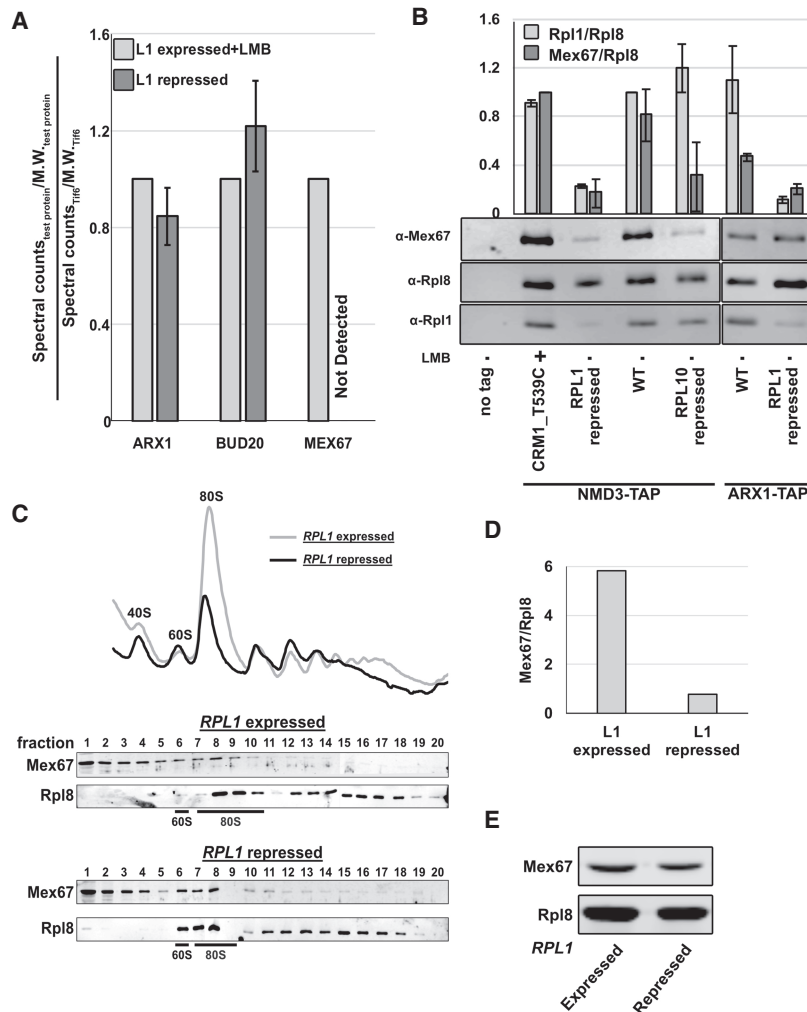 A
1.6
1.2
0.8
0.4
0
L1 expressed+LMB
L1 repressed
Spectral counts test protein/M.W. test protein
Spectral counts Tif6/M.W. Tif6
Not Detected
ARX1 BUD20 MEX67
B
1.6
1.2
0.8
0.4
0
Rpl1/Rpl8
Mex67/Rpl8
α-Mex67
α-Rpl8
α-Rpl1
LMB - + - - - - -
no tag
CRM1_T539C
RPL1 repressed
WT
RPL10 repressed
WT
RPL1 repressed
NMD3-TAP ARX1-TAP
C
80S
40S
60S
RPL1 expressed
RPL1 repressed
RPL1 expressed
fraction 1 2 3 4 5 6 7 8 9 10 11 12 13 14 15 16 17 18 19 20
Mex67
Rpl8
60S 80S
RPL1 repressed
1 2 3 4 5 6 7 8 9 10 11 12 13 14 15 16 17 18 19 20
Mex67
Rpl8
60S 80S
D
6
4
2
0
Mex67/Rpl8
L1 expressed
L1 repressed
E
Mex67
Rpl8
RPL1
Expressed
Repressed